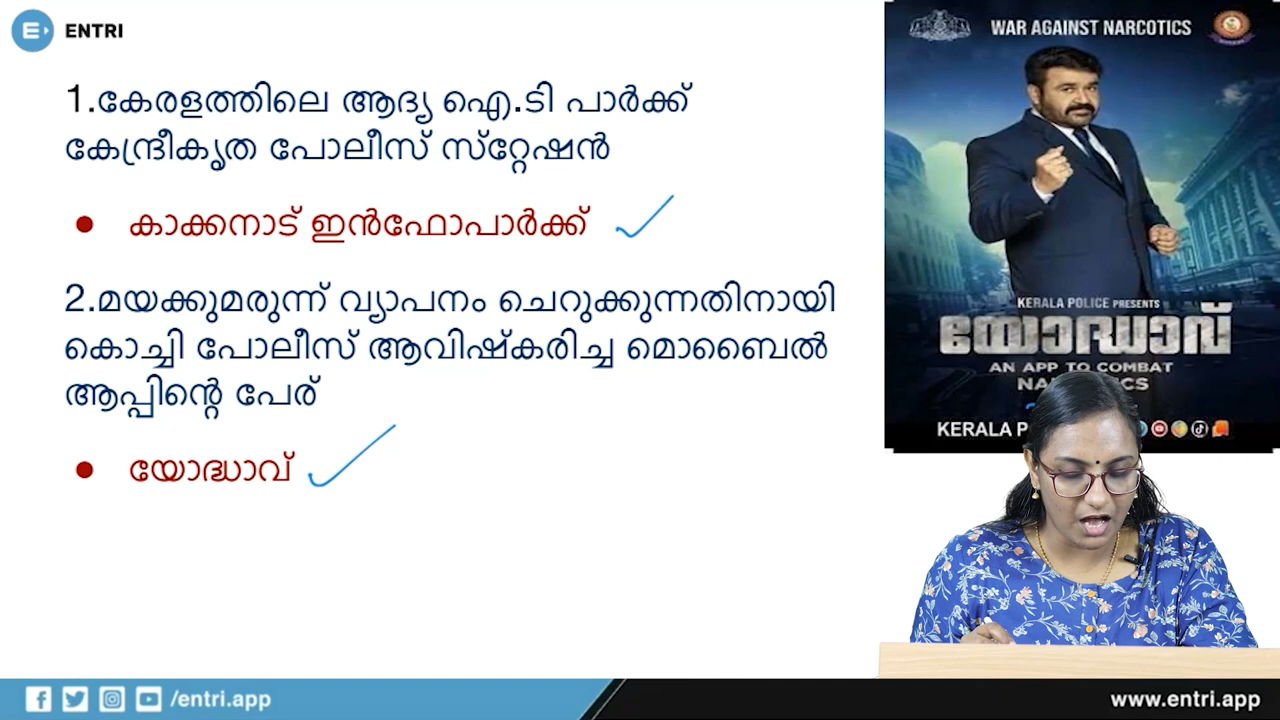 ENTRI
1.കേരളത്തിലെ ആദ്യ ഐ.ടി പാർക്ക്
കേന്ദ്രീകൃത പോലീസ് സ്റ്റേഷൻ
കാക്കനാട് ഇൻഫോപാർക്ക്
2.മയക്കുമരുന്ന് വ്യാപനം ചെറുക്കുന്നതിനായി
കൊച്ചി പോലീസ് ആവിഷ്കരിച്ച മൊബൈൽ
ആപ്പിന്റെ പേര്
യോദ്ധാവ്
WAR AGAINST NARCOTICS
KERALA POLICE PRESENTS
യോദ്ധാവ്
AN APP TO COMBAT
KERALA
/entri.app
www.entri.app